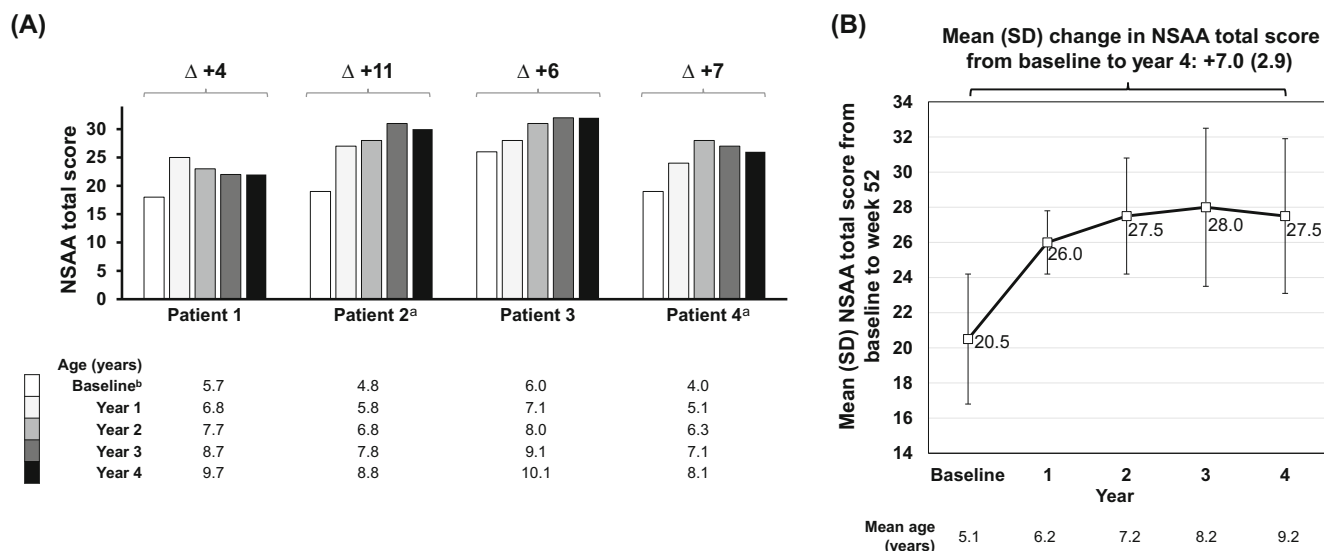 (A)
Δ +4 Δ +11 Δ +6 Δ +7
NSAA total score
30
25
20
15
10
5
0
Patient 1 Patient 2ᵃ Patient 3 Patient 4ᵃ
Age (years)
Baselineᵇ 5.7 4.8 6.0 4.0
Year 1 6.8 5.8 7.1 5.1
Year 2 7.7 6.8 8.0 6.3
Year 3 8.7 7.8 9.1 7.1
Year 4 9.7 8.8 10.1 8.1
(B)
Mean (SD) change in NSAA total score
from baseline to year 4: +7.0 (2.9)
Mean (SD) NSAA total score from
baseline to week 52
34
32
30
28
26
24
22
20
18
16
14
20.5
26.0
27.5
28.0
27.5
Baseline 1 2 3 4
Year
Mean age
(years)
5.1 6.2 7.2 8.2 9.2